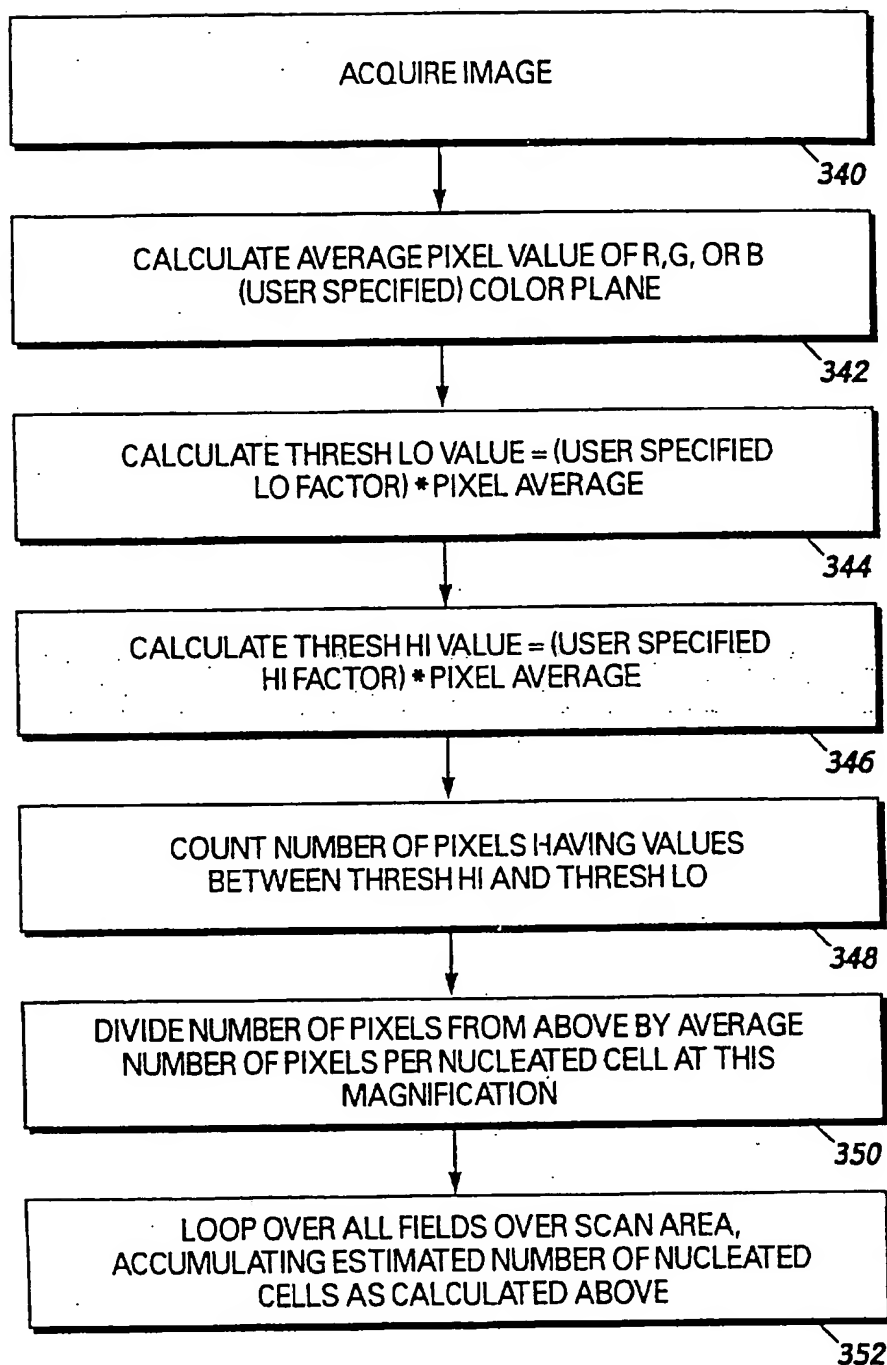 ACQUIRE IMAGE
340
CALCULATE AVERAGE PIXEL VALUE OF R,G, OR B
(USER SPECIFIED) COLOR PLANE
342
CALCULATE THRESH LO VALUE = (USER SPECIFIED
LO FACTOR) * PIXEL AVERAGE
344
CALCULATE THRESH HI VALUE = (USER SPECIFIED
HI FACTOR) * PIXEL AVERAGE
346
COUNT NUMBER OF PIXELS HAVING VALUES
BETWEEN THRESH HI AND THRESH LO
348
DIVIDE NUMBER OF PIXELS FROM ABOVE BY AVERAGE
NUMBER OF PIXELS PER NUCLEATED CELL AT THIS
MAGNIFICATION
350
LOOP OVER ALL FIELDS OVER SCAN AREA,
ACCUMULATING ESTIMATED NUMBER OF NUCLEATED
CELLS AS CALCULATED ABOVE
352